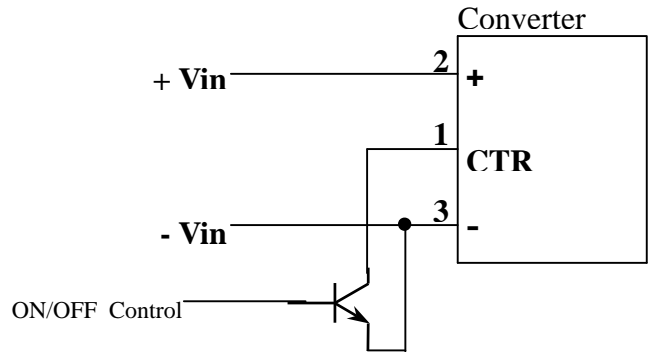 Converter
+ Vin 2 +
1 CTR
- Vin 3 -
ON/OFF Control